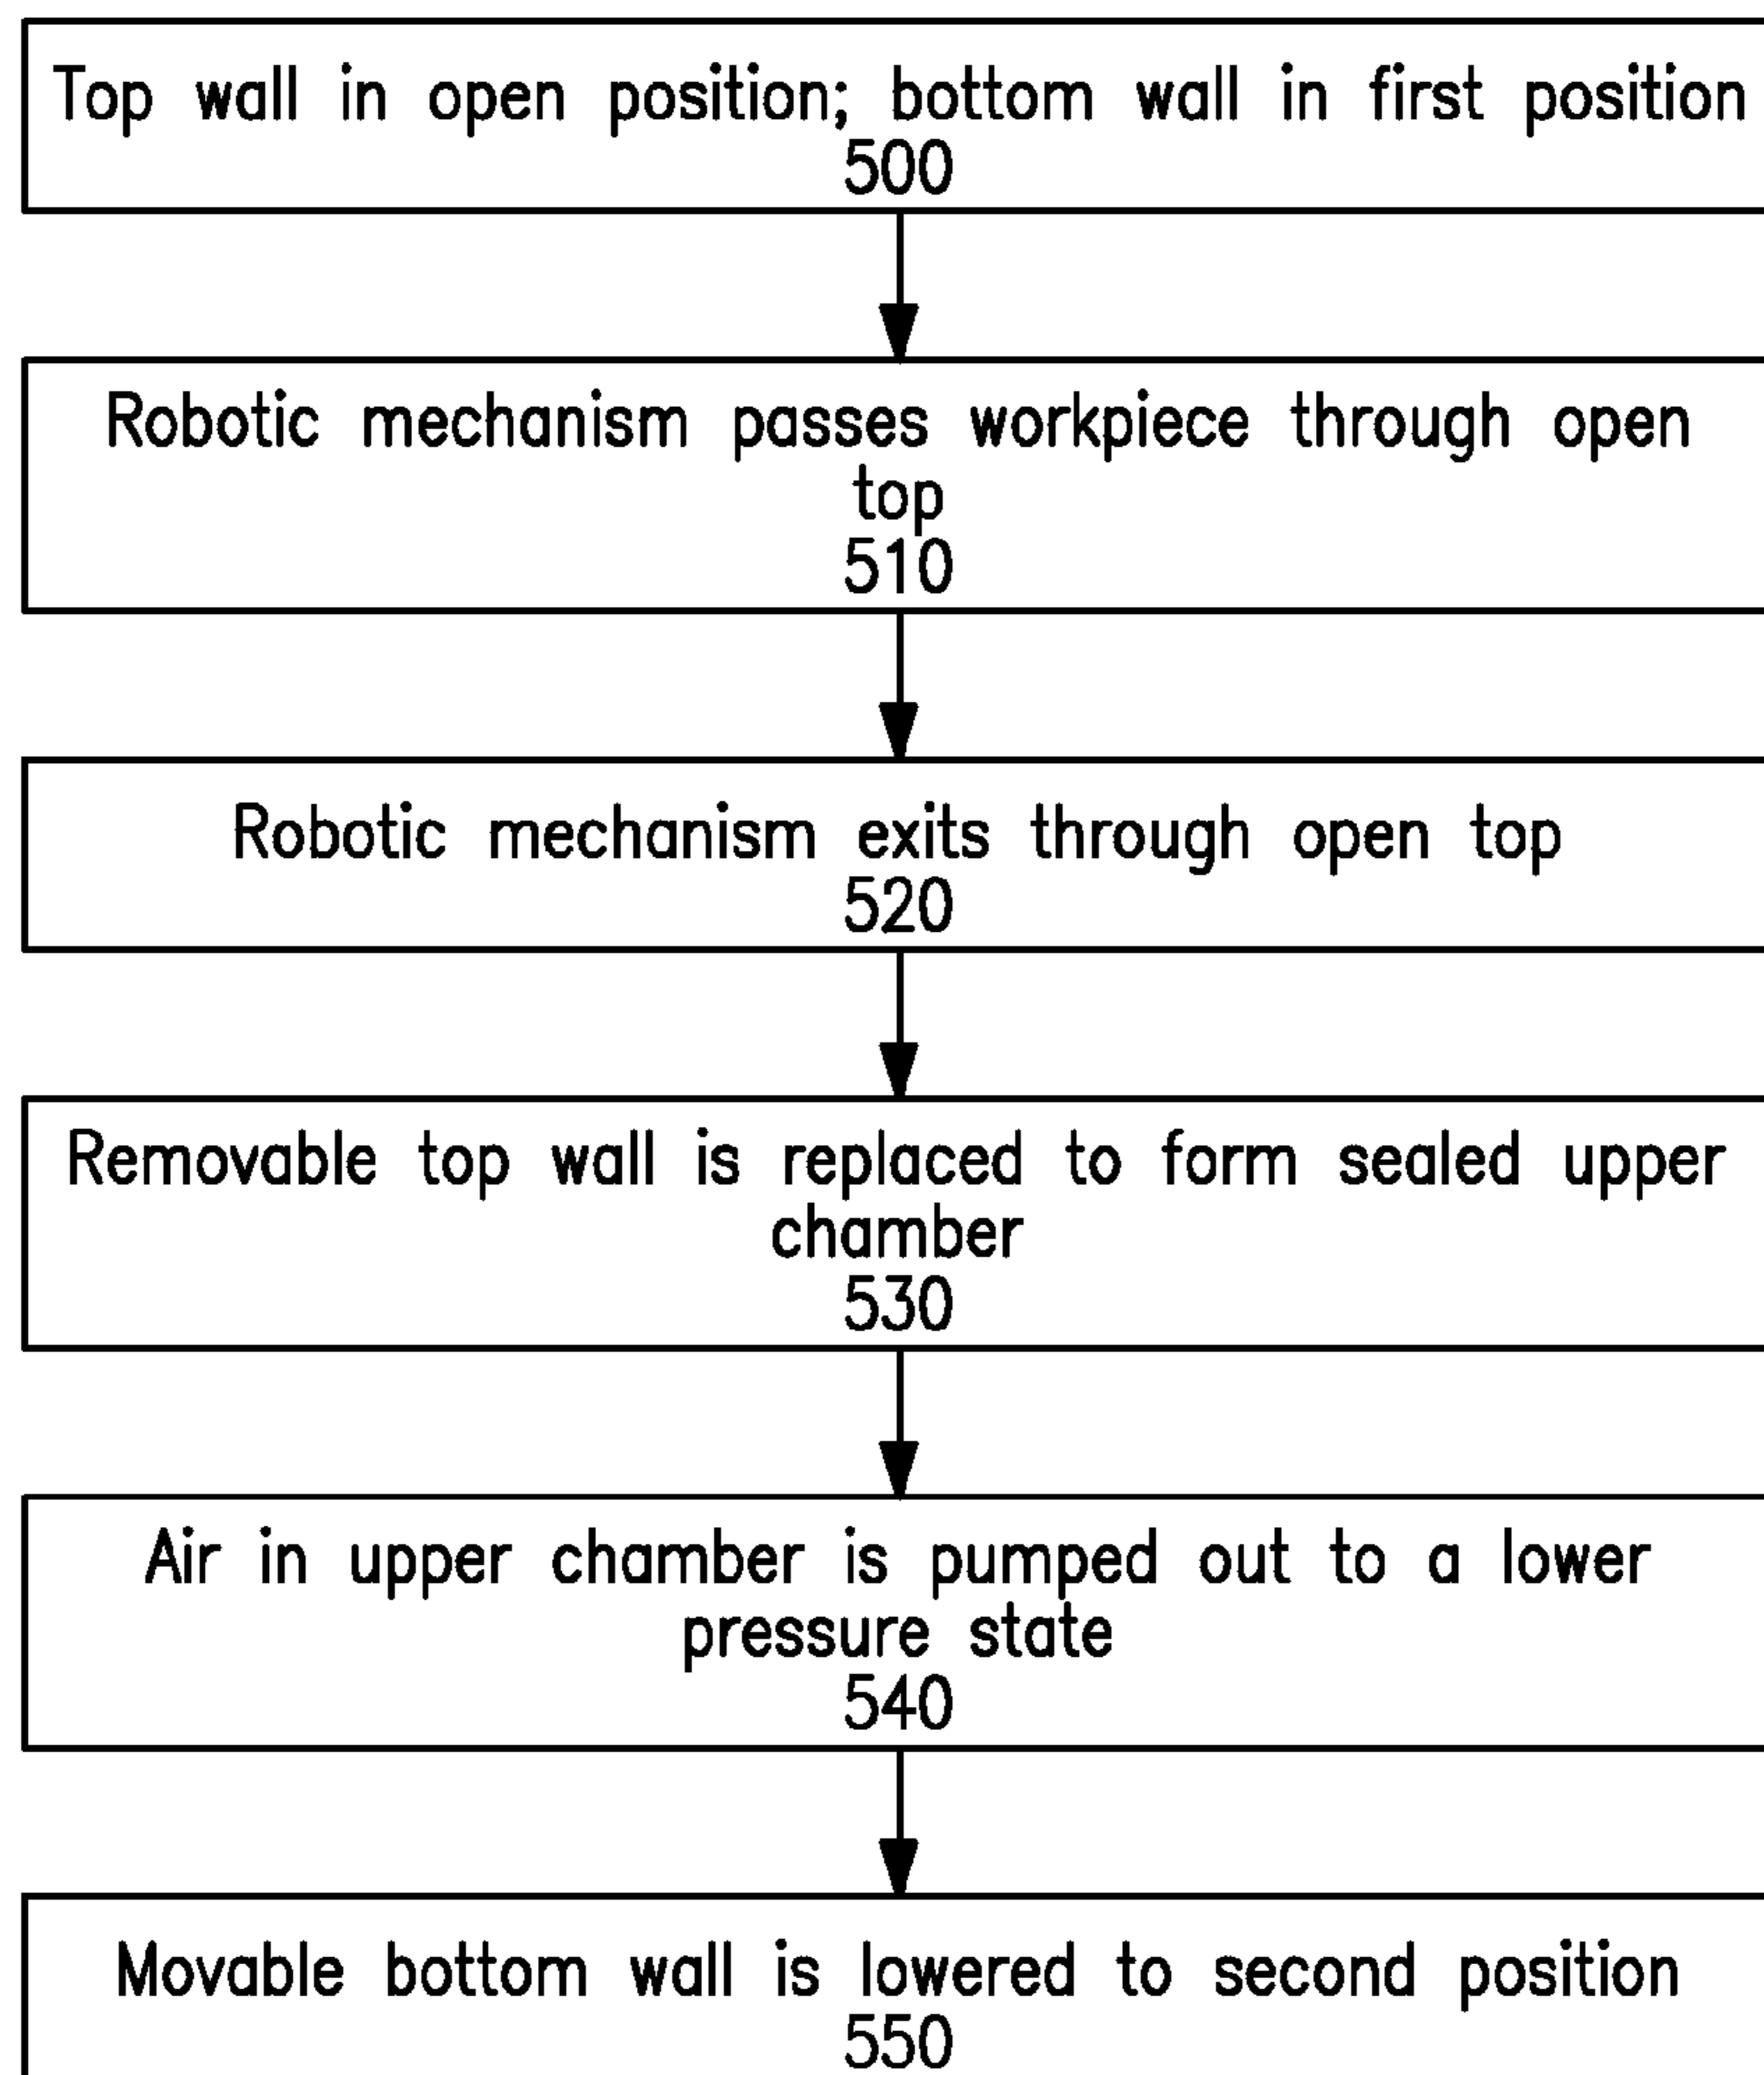 Top wall in open position; bottom wall in first position
500
Robotic mechanism passes workpiece through open
top
510
Robotic mechanism exits through open top
520
Removable top wall is replaced to form sealed upper
chamber
530
Air in upper chamber is pumped out to a lower
pressure state
540
Movable bottom wall is lowered to second position
550